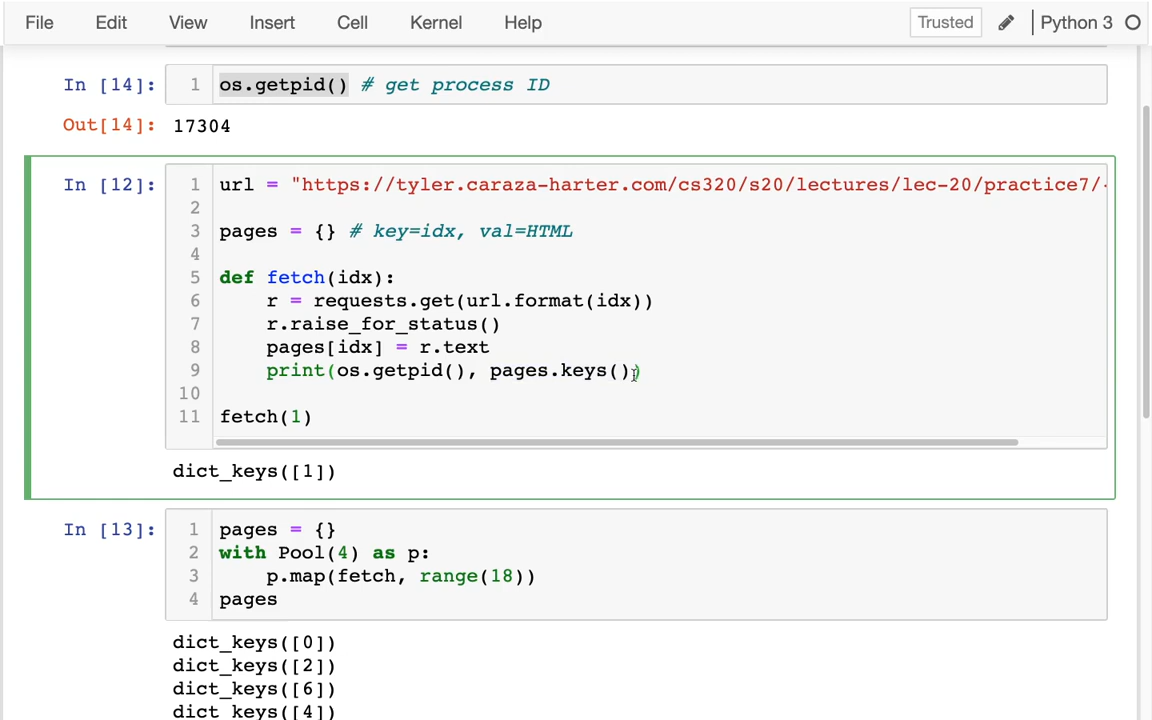 File Edit View Insert Cell Kernel Help Trusted Python 3
In [14]: 1 os.getpid() # get process ID
Out[14]: 17304
In [12]: 1 url = "https://tyler.caraza-harter.com/cs320/s20/lectures/lec-20/practice7/
2
3 pages = {} # key=idx, val=HTML
4
5 def fetch(idx):
6 r = requests.get(url.format(idx))
7 r.raise_for_status()
8 pages[idx] = r.text
9 print(os.getpid(), pages.keys())
10
11 fetch(1)
dict_keys([1])
In [13]: 1 pages = {}
2 with Pool(4) as p:
3 p.map(fetch, range(18))
4 pages
dict_keys([0])
dict_keys([2])
dict_keys([6])
dict_keys([4])